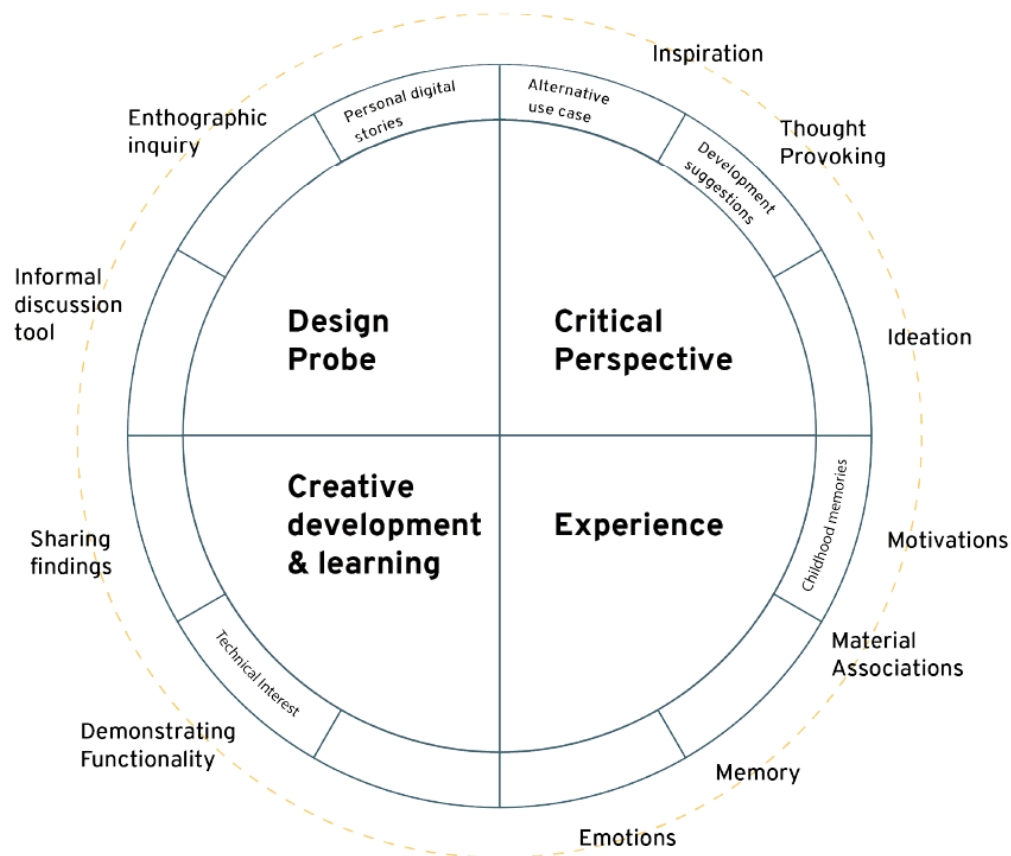 Inspiration
Enthographic
inquiry
Personal digital
stories
Alternative
use case
Thought
Provoking
Development
suggestions
Informal
discussion
tool
Design
Probe
Critical
Perspective
Ideation
Creative
development
& learning
Experience
Childhood memories
Sharing
findings
Motivations
Technical Interest
Material
Associations
Demonstrating
Functionality
Memory
Emotions